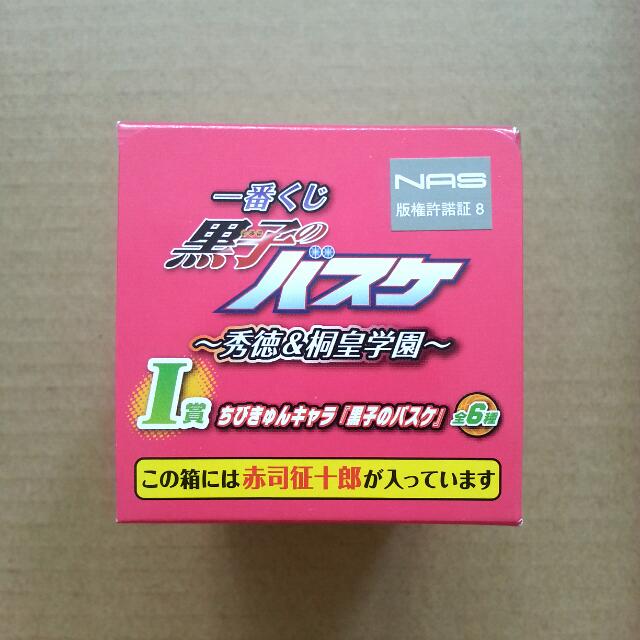 NAS
版権許諾証 8
一番くじ
黒子の
バスケ
～秀徳&桐皇学園～
I賞 ちびきゅんキャラ『黒子のバスケ』 全6種
この箱には赤司征十郎が入っています